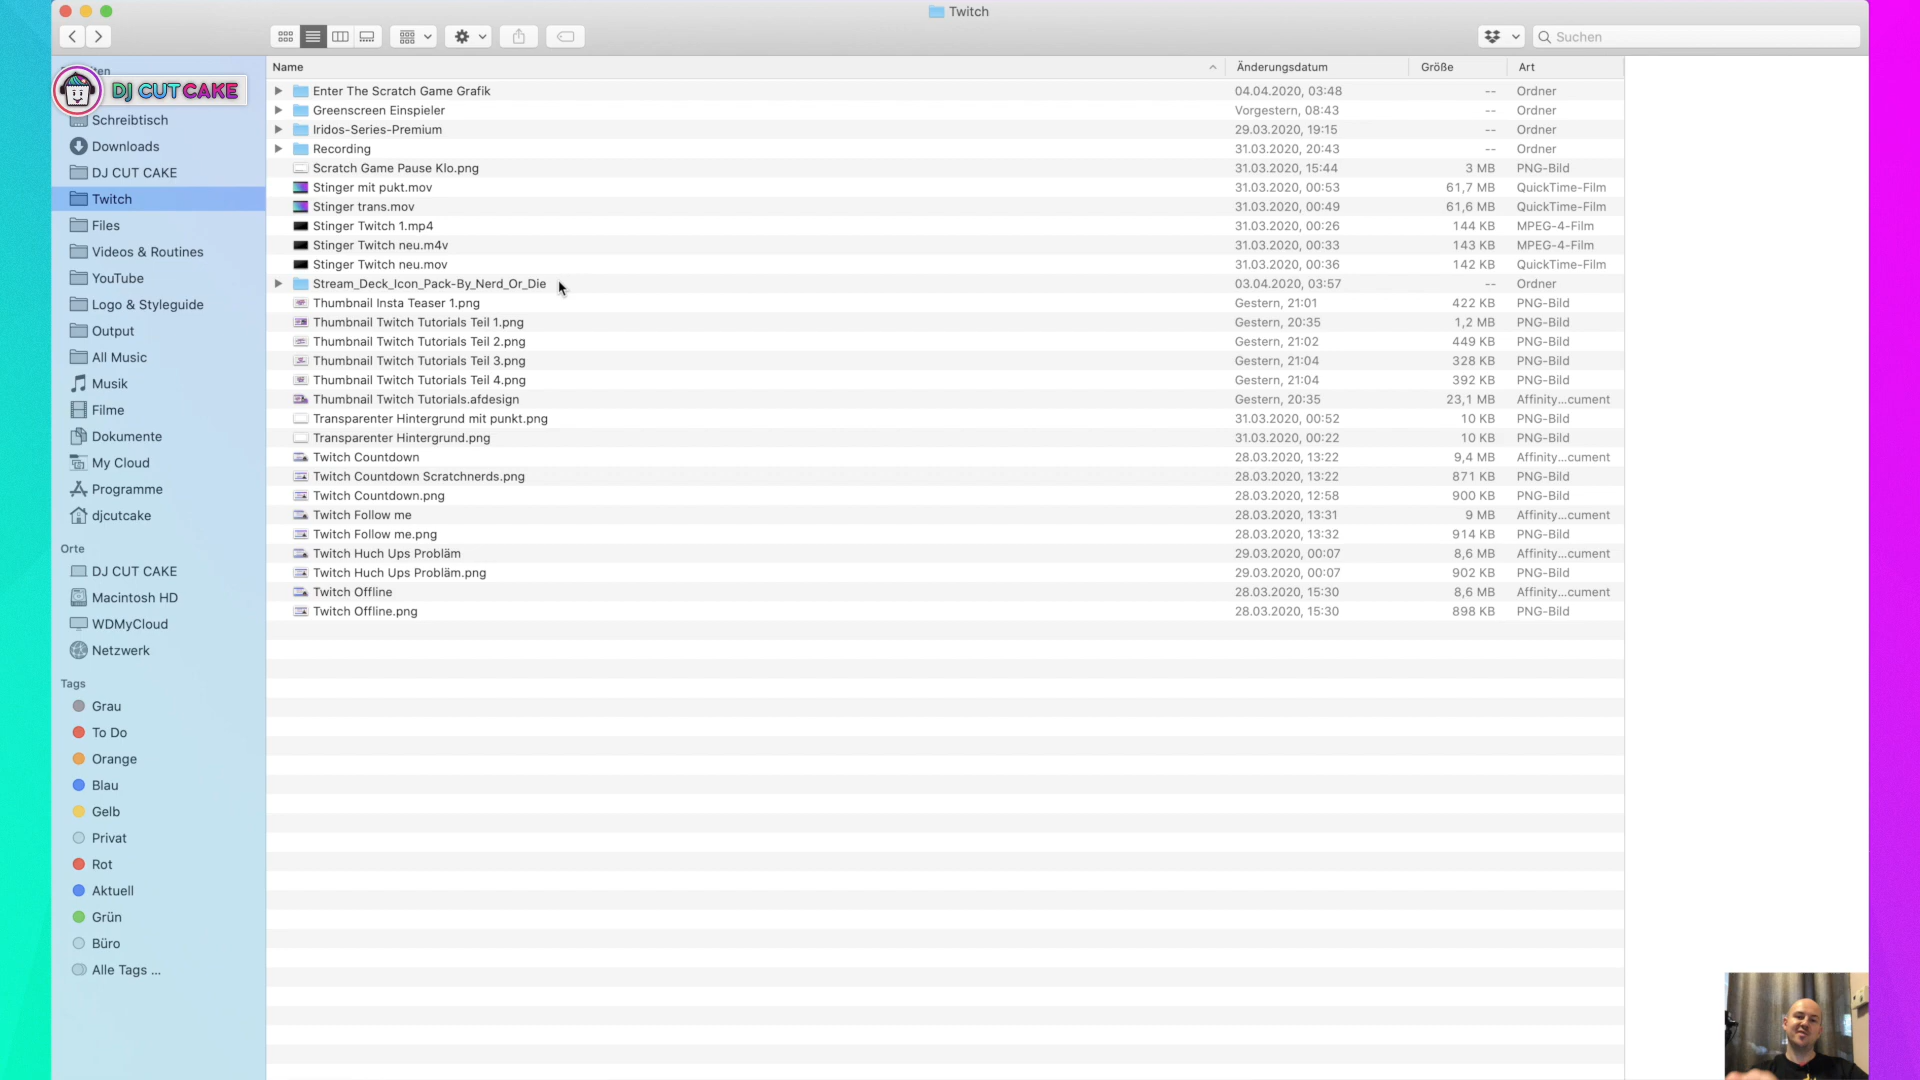 Twitch
Suchen
Name Änderungsdatum Größe Art
DJ CUT CAKE
Schreibtisch
Downloads
DJ CUT CAKE
Twitch
Files
Videos & Routines
YouTube
Logo & Styleguide
Output
All Music
Musik
Filme
Dokumente
My Cloud
Programme
djcutcake
Orte
DJ CUT CAKE
Macintosh HD
WDMyCloud
Netzwerk
Tags
Grau
To Do
Orange
Blau
Gelb
Privat
Rot
Aktuell
Grün
Büro
Alle Tags ...
Enter The Scratch Game Grafik 04.04.2020, 03:48 -- Ordner
Greenscreen Einspieler Vorgestern, 08:43 -- Ordner
Iridos-Series-Premium 29.03.2020, 19:15 -- Ordner
Recording 31.03.2020, 20:43 -- Ordner
Scratch Game Pause Klo.png 31.03.2020, 15:44 3 MB PNG-Bild
Stinger mit pukt.mov 31.03.2020, 00:53 61,7 MB QuickTime-Film
Stinger trans.mov 31.03.2020, 00:49 61,6 MB QuickTime-Film
Stinger Twitch 1.mp4 31.03.2020, 00:26 144 KB MPEG-4-Film
Stinger Twitch neu.m4v 31.03.2020, 00:33 143 KB MPEG-4-Film
Stinger Twitch neu.mov 31.03.2020, 00:36 142 KB QuickTime-Film
Stream_Deck_Icon_Pack-By_Nerd_Or_Die 03.04.2020, 03:57 -- Ordner
Thumbnail Insta Teaser 1.png Gestern, 21:01 422 KB PNG-Bild
Thumbnail Twitch Tutorials Teil 1.png Gestern, 20:35 1,2 MB PNG-Bild
Thumbnail Twitch Tutorials Teil 2.png Gestern, 21:02 449 KB PNG-Bild
Thumbnail Twitch Tutorials Teil 3.png Gestern, 21:04 328 KB PNG-Bild
Thumbnail Twitch Tutorials Teil 4.png Gestern, 21:04 392 KB PNG-Bild
Thumbnail Twitch Tutorials.afdesign Gestern, 20:35 23,1 MB Affinity...cument
Transparenter Hintergrund mit punkt.png 31.03.2020, 00:52 10 KB PNG-Bild
Transparenter Hintergrund.png 31.03.2020, 00:22 10 KB PNG-Bild
Twitch Countdown 28.03.2020, 13:22 9,4 MB Affinity...cument
Twitch Countdown Scratchnerds.png 28.03.2020, 13:22 871 KB PNG-Bild
Twitch Countdown.png 28.03.2020, 12:58 900 KB PNG-Bild
Twitch Follow me 28.03.2020, 13:31 9 MB Affinity...cument
Twitch Follow me.png 28.03.2020, 13:32 914 KB PNG-Bild
Twitch Huch Ups Probläm 29.03.2020, 00:07 8,6 MB Affinity...cument
Twitch Huch Ups Probläm.png 29.03.2020, 00:07 902 KB PNG-Bild
Twitch Offline 28.03.2020, 15:30 8,6 MB Affinity...cument
Twitch Offline.png 28.03.2020, 15:30 898 KB PNG-Bild